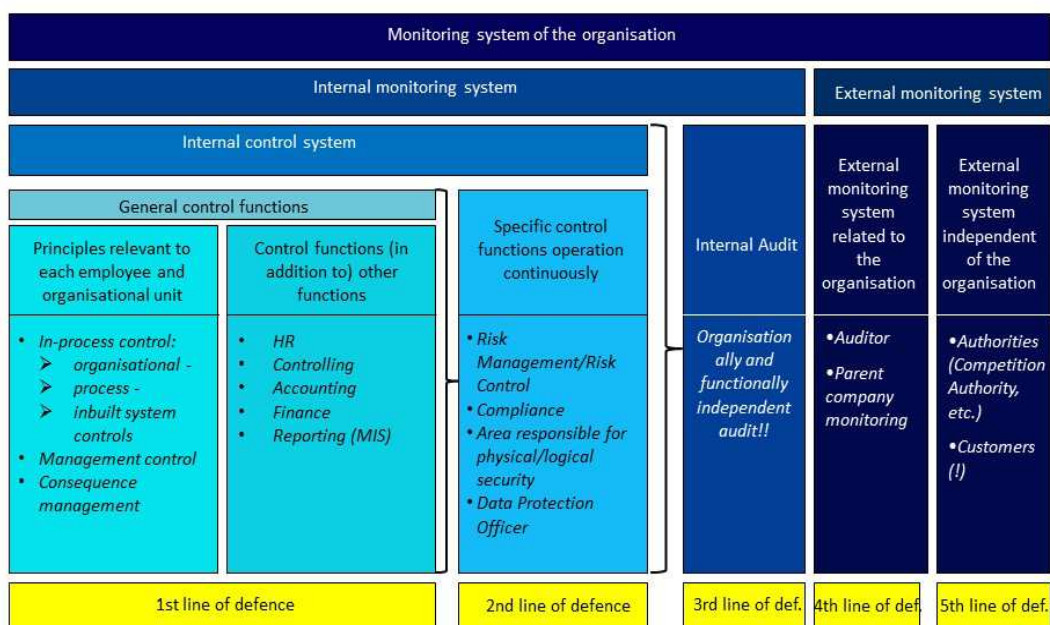 Monitoring system of the organisation
Internal monitoring system
External monitoring system
Internal control system
General control functions
Principles relevant to
each employee and
organisational unit
• In-process control:
➢ organisational -
➢ process -
➢ inbuilt system
controls
• Management control
• Consequence
management
Control functions (in
addition to) other
functions
• HR
• Controlling
• Accounting
• Finance
• Reporting (MIS)
Specific control
functions operation
continuously
• Risk
Management/Risk
Control
• Compliance
• Area responsible for
physical/logical
security
• Data Protection
Officer
Internal Audit
Organisation
ally and
functionally
independent
audit!!
External
monitoring
system
related to
the
organisation
• Auditor
• Parent
company
monitoring
External
monitoring
system
independent
of the
organisation
• Authorities
(Competition
Authority,
etc.)
• Customers
(!)
1st line of defence
2nd line of defence
3rd line of def.
4th line of def.
5th line of def.